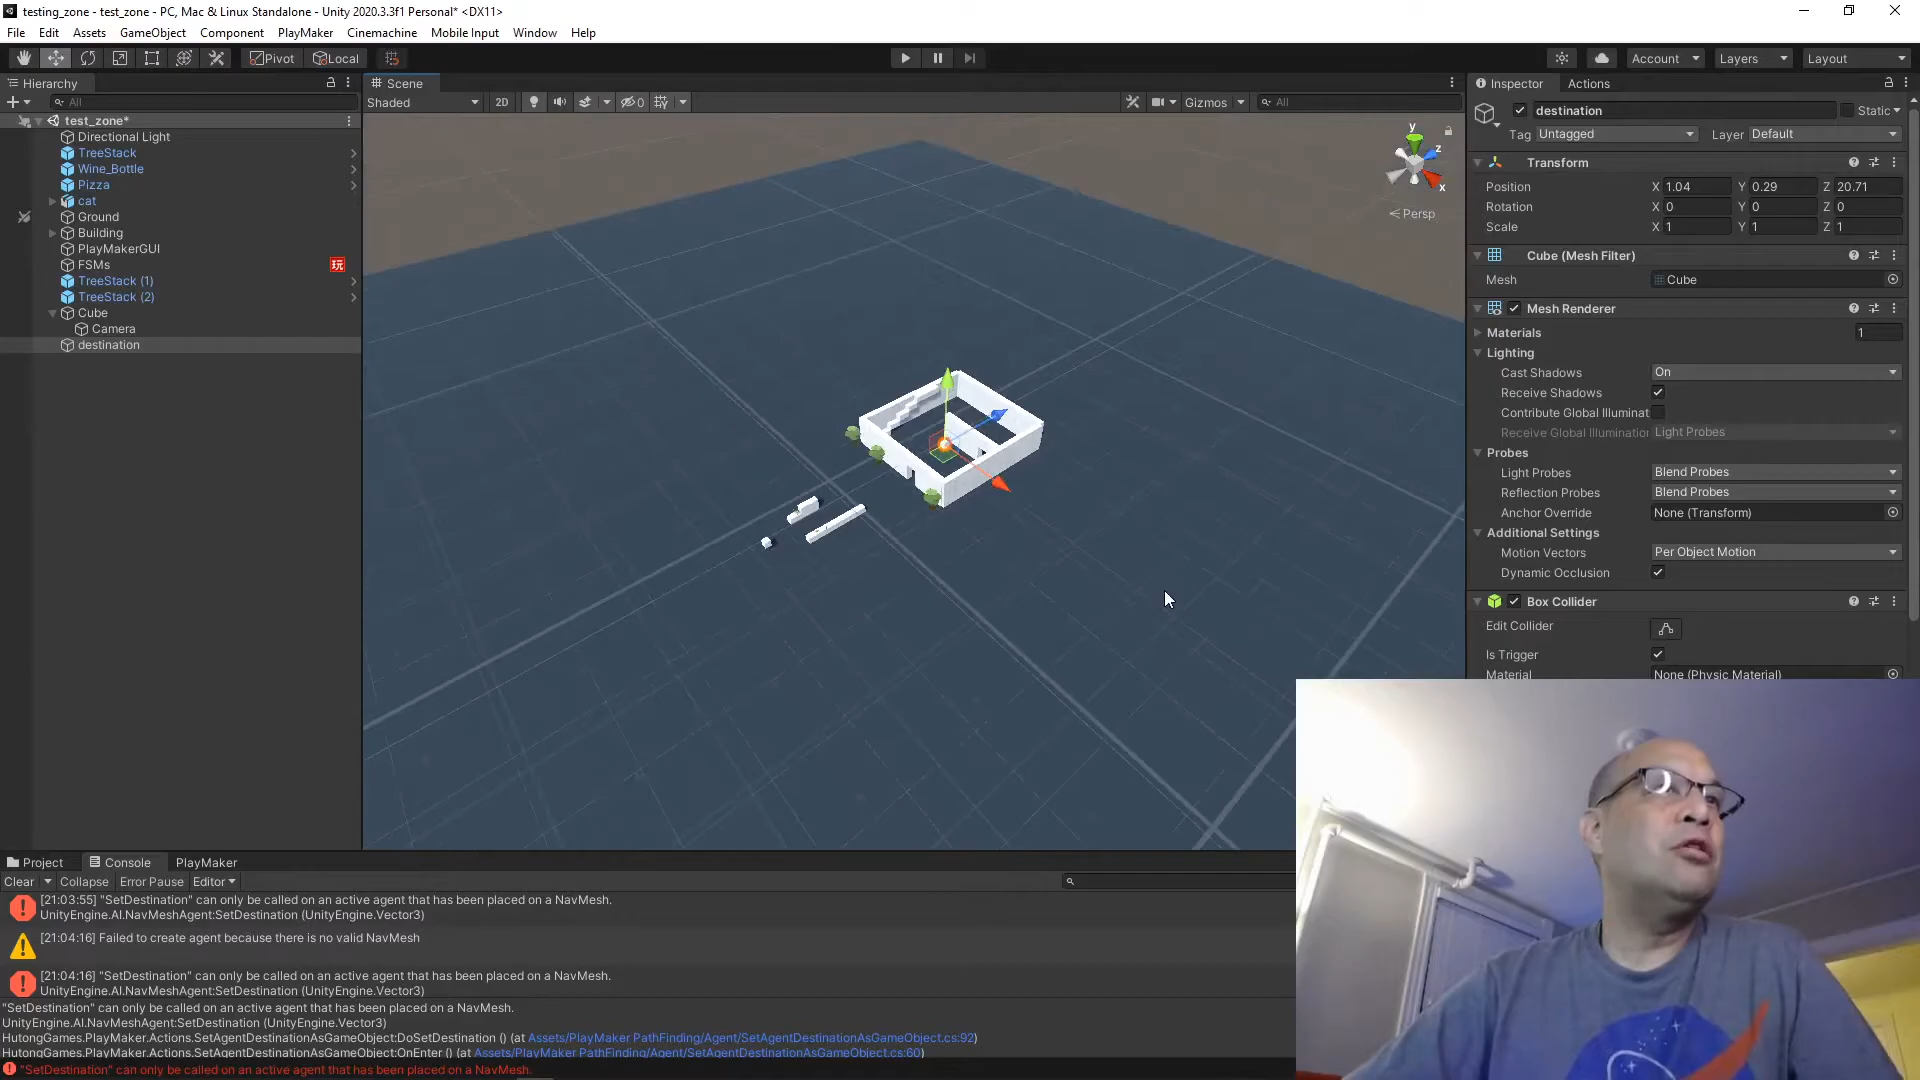 testing_zone - test_zone - PC, Mac & Linux Standalone - Unity 2020.3.3f1 Personal* <DX11>
File Edit Assets GameObject Component PlayMaker Cinemachine Mobile Input Window Help
Pivot Local Account Layers Layout
Hierarchy
All
test_zone*
Directional Light
TreeStack
Wine_Bottle
Pizza
cat
Ground
Building
PlayMakerGUI
FSMs 玩
TreeStack (1)
TreeStack (2)
Cube
Camera
destination
Scene
Shaded 2D 0 Gizmos All
y
z
x
Persp
Inspector Actions
destination Static
Tag Untagged Layer Default
Transform
Position X 1.04 Y 0.29 Z 20.71
Rotation X 0 Y 0 Z 0
Scale X 1 Y 1 Z 1
Cube (Mesh Filter)
Mesh Cube
Mesh Renderer
Materials 1
Lighting
Cast Shadows On
Receive Shadows
Contribute Global Illuminat
Receive Global Illumination Light Probes
Probes
Light Probes Blend Probes
Reflection Probes Blend Probes
Anchor Override None (Transform)
Additional Settings
Motion Vectors Per Object Motion
Dynamic Occlusion
Box Collider
Edit Collider
Is Trigger
Material None (Physic Material)
Project Console PlayMaker
Clear Collapse Error Pause Editor
[21:03:55] "SetDestination" can only be called on an active agent that has been placed on a NavMesh.
UnityEngine.AI.NavMeshAgent:SetDestination (UnityEngine.Vector3)
[21:04:16] Failed to create agent because there is no valid NavMesh
[21:04:16] "SetDestination" can only be called on an active agent that has been placed on a NavMesh.
UnityEngine.AI.NavMeshAgent:SetDestination (UnityEngine.Vector3)
"SetDestination" can only be called on an active agent that has been placed on a NavMesh.
UnityEngine.AI.NavMeshAgent:SetDestination (UnityEngine.Vector3)
HutongGames.PlayMaker.Actions.SetAgentDestinationAsGameObject:DoSetDestination () (at Assets/PlayMaker PathFinding/Agent/SetAgentDestinationAsGameObject.cs:92)
HutongGames.PlayMaker.Actions.SetAgentDestinationAsGameObject:OnEnter () (at Assets/PlayMaker PathFinding/Agent/SetAgentDestinationAsGameObject.cs:60)
"SetDestination" can only be called on an active agent that has been placed on a NavMesh.